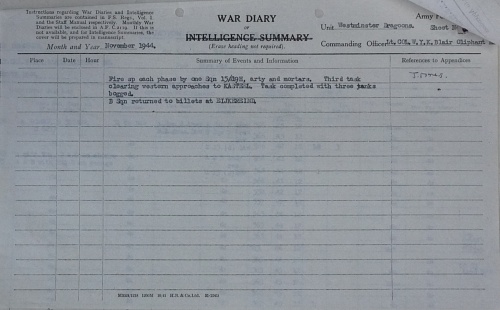 Instructions regarding War Diaries and Intelligence
Summaries are contained in F.S. Regs., Vol. I.
and the Staff Manual respectively. Monthly War
Diaries will be enclosed in A.F. C.2119. If this is
not available, and for Intelligence Summaries, the
cover will be prepared in manuscript.
Month and Year. November 1944.
WAR DIARY
OR
INTELLIGENCE SUMMARY
(Erase heading not required).
Army
Unit Westminster Dragoons.
Sheet
Commanding Officer Lt. COL. W.Y.K. Blair Oliphant
Place
Date
Hour
Summary of Events and Information
References to Appendices
Fire up each phase by one Sqn 13/18H, arty and mortars. Third task
clearing western approaches to KASTEEL. Task completed with three tanks
bogged.
B Sqn returned to billets at